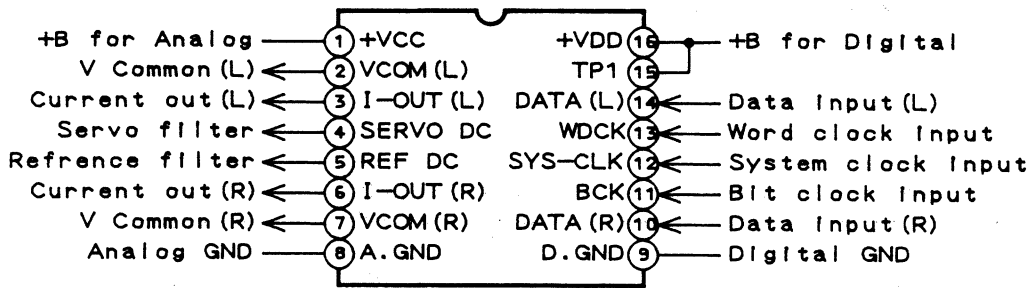 +B for Analog 1 +VCC +VDD 16 +B for Digital
V Common (L) 2 VCOM (L) TP1 15
Current out (L) 3 I-OUT (L) DATA (L) 14 Data input (L)
Servo filter 4 SERVO DC WDCK 13 Word clock input
Refrence filter 5 REF DC SYS-CLK 12 System clock input
Current out (R) 6 I-OUT (R) BCK 11 Bit clock input
V Common (R) 7 VCOM (R) DATA (R) 10 Data input (R)
Analog GND 8 A.GND D.GND 9 Digital GND